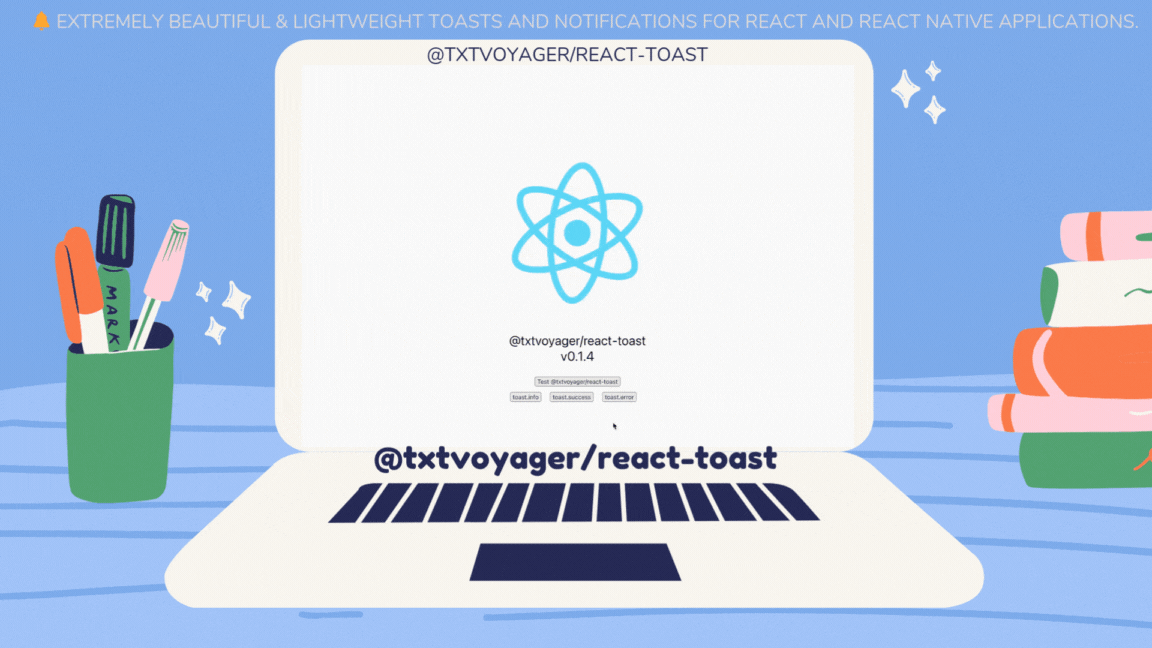 🔔 EXTREMELY BEAUTIFUL & LIGHTWEIGHT TOASTS AND NOTIFICATIONS FOR REACT AND REACT NATIVE APPLICATIONS.
@TXTVOYAGER/REACT-TOAST
@txtvoyager/react-toast
v0.1.4
Test @txtvoyager/react-toast
toast.info toast.success toast.error
@txtvoyager/react-toast
MARK